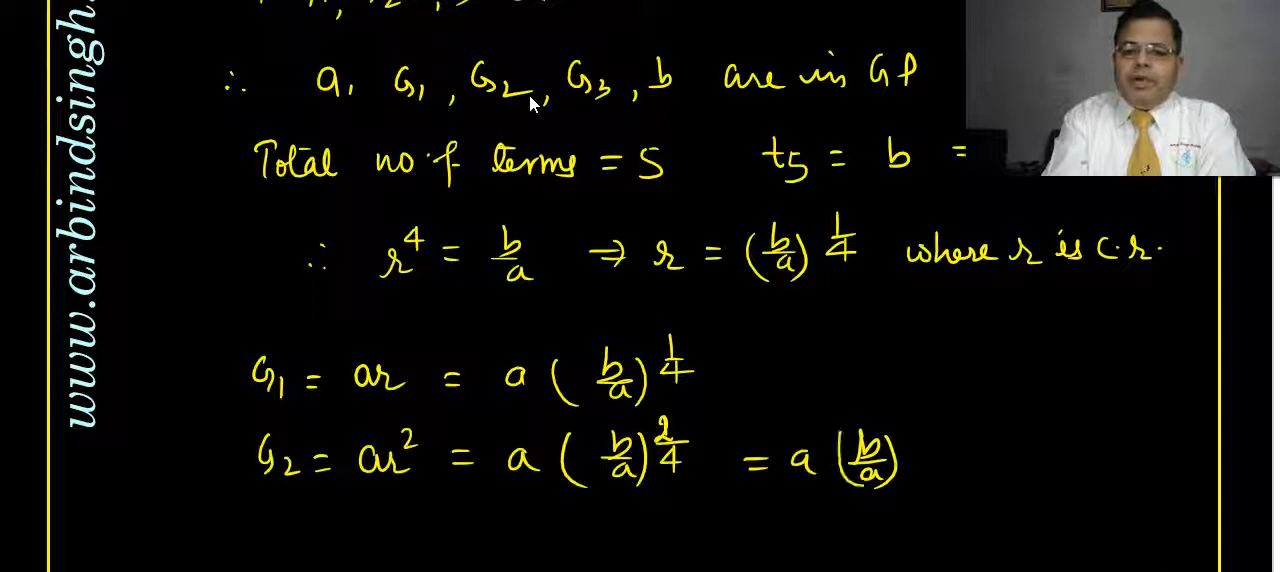 ∴ a, G1, G2, G3, b are in GP
Total no. of terms = 5 t5 = b =
∴ r^4 = b/a ⇒ r = (b/a)^1/4 where r is c.r.
G1 = ar = a (b/a)^1/4
G2 = ar^2 = a (b/a)^2/4 = a (b/a)
www.arbindsingh.